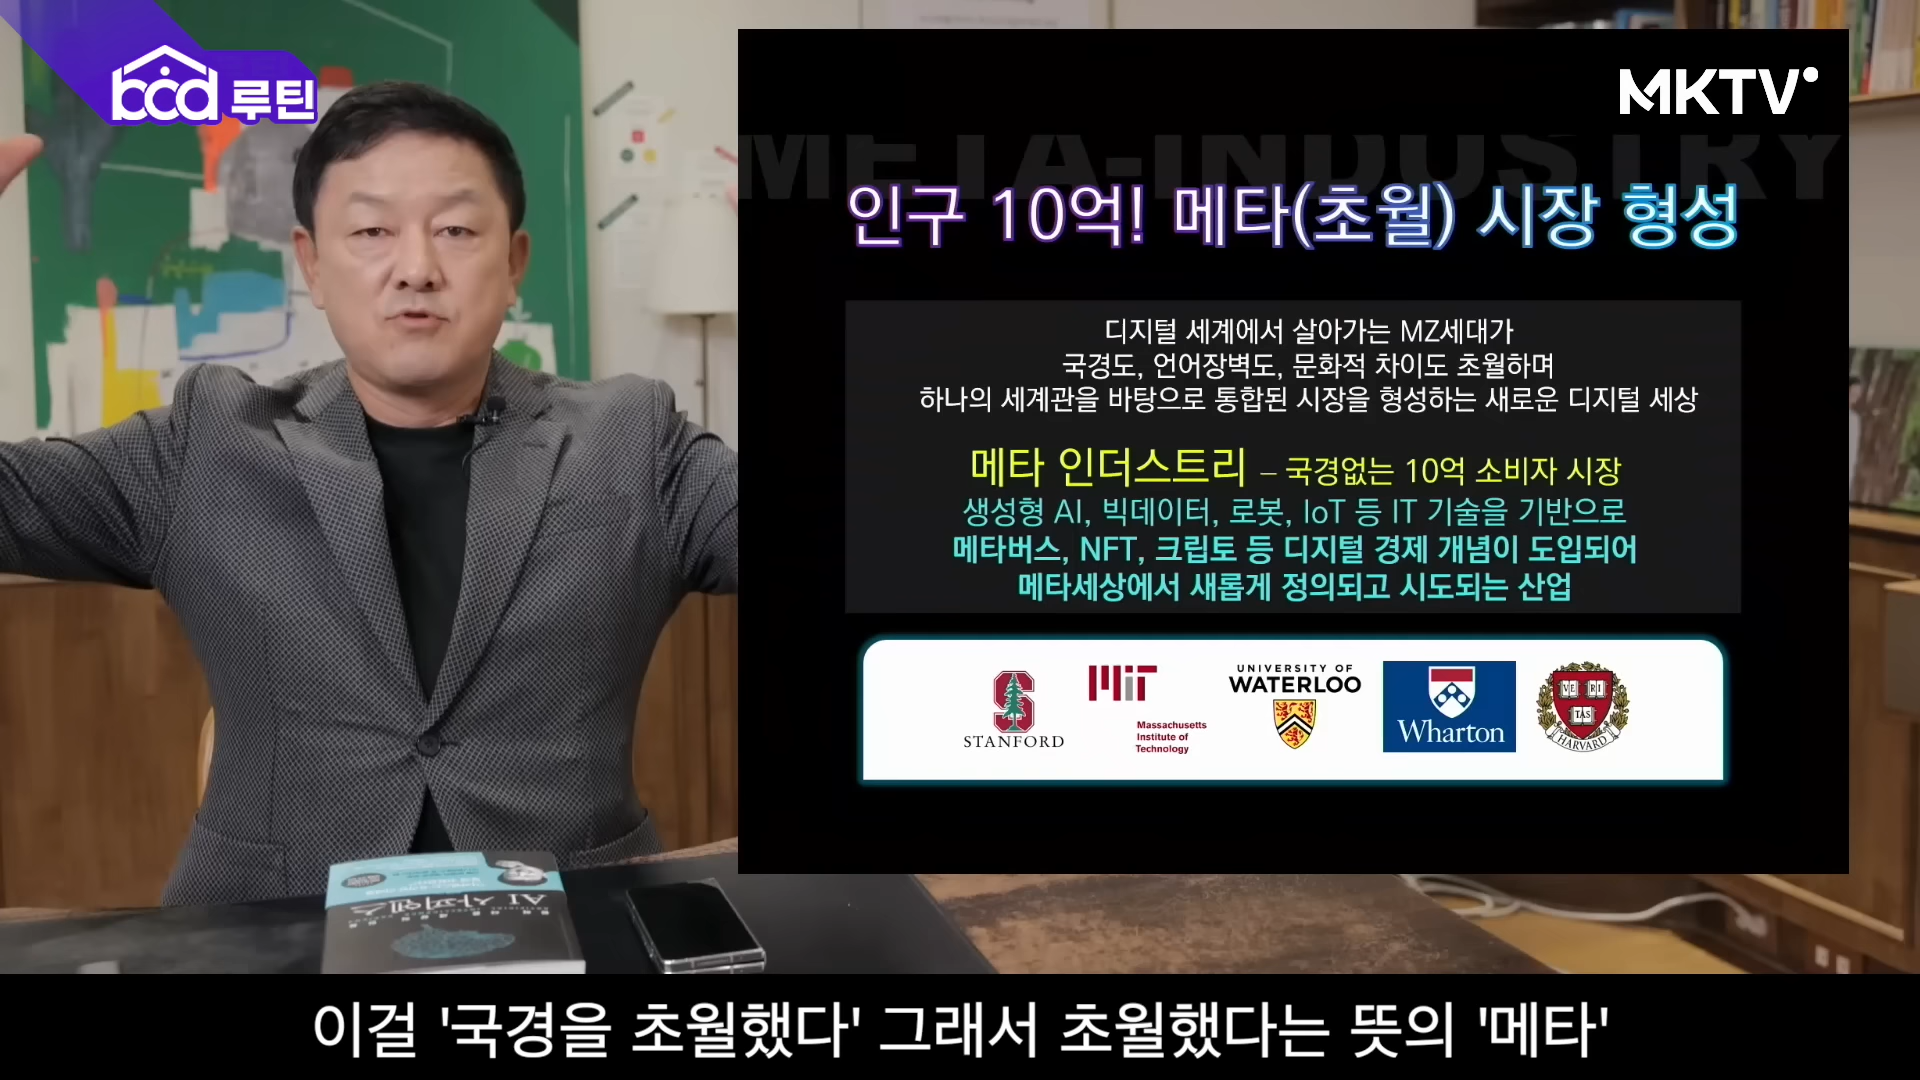 bcd 루틴
MKTV
META-INDUSTRY
인구 10억! 메타(초월) 시장 형성
디지털 세계에서 살아가는 MZ세대가
국경도, 언어장벽도, 문화적 차이도 초월하며
하나의 세계관을 바탕으로 통합된 시장을 형성하는 새로운 디지털 세상
메타 인더스트리 – 국경없는 10억 소비자 시장
생성형 AI, 빅데이터, 로봇, IoT 등 IT 기술을 기반으로
메타버스, NFT, 크립토 등 디지털 경제 개념이 도입되어
메타세상에서 새롭게 정의되고 시도되는 산업
S
STANFORD
MIT
Massachusetts
Institute of
Technology
UNIVERSITY OF
WATERLOO
Wharton
VE RI
TAS
HARVARD
AI 사피엔스
이걸 '국경을 초월했다' 그래서 초월했다는 뜻의 '메타'